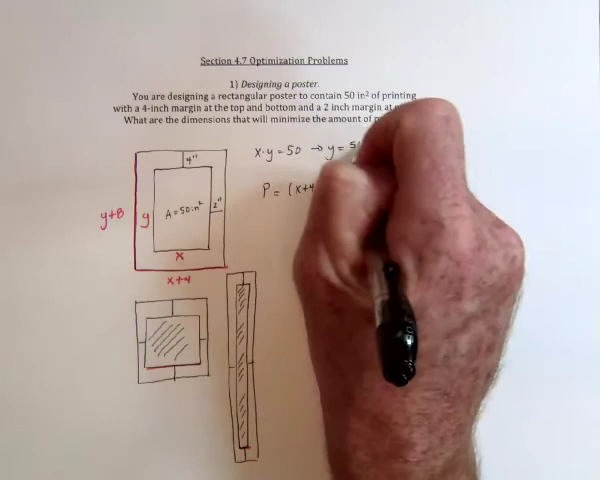 Section 4.7 Optimization Problems
1) Designing a poster.
You are designing a rectangular poster to contain 50 in² of printing
with a 4-inch margin at the top and bottom and a 2 inch margin at
What are the dimensions that will minimize the amount of
x·y = 50 → y = 5
P = (x+4
4"
2"
A = 50 in²
y+8
y
x
x+4